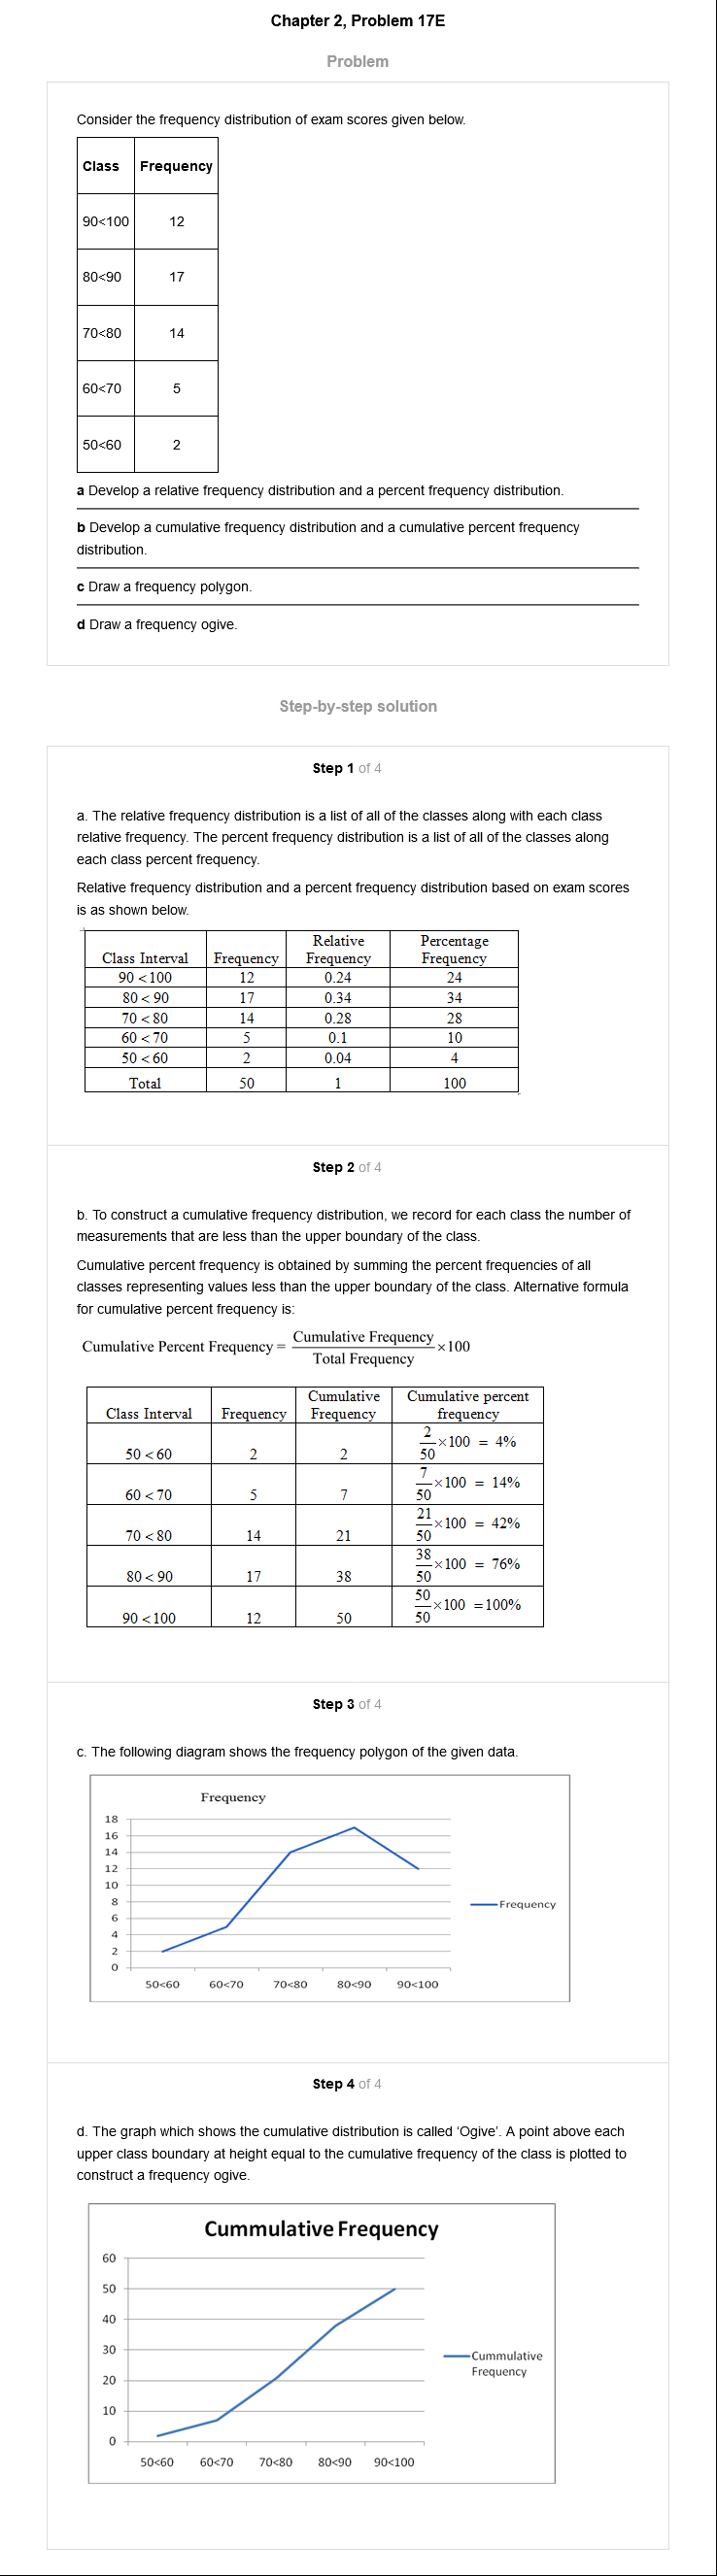 Chapter 2, Problem 17E
Problem
Consider the frequency distribution of exam scores given below.
Class Frequency
90<100 12
80<90 17
70<80 14
60<70 5
50<60 2
a Develop a relative frequency distribution and a percent frequency distribution.
b Develop a cumulative frequency distribution and a cumulative percent frequency
distribution.
c Draw a frequency polygon.
d Draw a frequency ogive.
Step-by-step solution
Step 1 of 4
a. The relative frequency distribution is a list of all of the classes along with each class
relative frequency. The percent frequency distribution is a list of all of the classes along
each class percent frequency.
Relative frequency distribution and a percent frequency distribution based on exam scores
is as shown below.
Relative Percentage
Class Interval Frequency Frequency Frequency
90 <100 12 0.24 24
80 < 90 17 0.34 34
70 < 80 14 0.28 28
60 < 70 5 0.1 10
50 < 60 2 0.04 4
Total 50 1 100
Step 2 of 4
b. To construct a cumulative frequency distribution, we record for each class the number of
measurements that are less than the upper boundary of the class.
Cumulative percent frequency is obtained by summing the percent frequencies of all
classes representing values less than the upper boundary of the class. Alternative formula
for cumulative percent frequency is:
Cumulative Percent Frequency = Cumulative Frequency / Total Frequency ×100
Cumulative Cumulative percent
Class Interval Frequency Frequency frequency
50 < 60 2 2 2/50 ×100 = 4%
60 < 70 5 7 7/50 ×100 = 14%
70 < 80 14 21 21/50 ×100 = 42%
80 < 90 17 38 38/50 ×100 = 76%
90 <100 12 50 50/50 ×100 =100%
Step 3 of 4
c. The following diagram shows the frequency polygon of the given data.
Frequency
18
16
14
12
10
8
Frequency
6
4
2
0
50<60 60<70 70<80 80<90 90<100
Step 4 of 4
d. The graph which shows the cumulative distribution is called 'Ogive'. A point above each
upper class boundary at height equal to the cumulative frequency of the class is plotted to
construct a frequency ogive.
Cummulative Frequency
60
50
40
30
Cummulative
Frequency
20
10
0
50<60 60<70 70<80 80<90 90<100